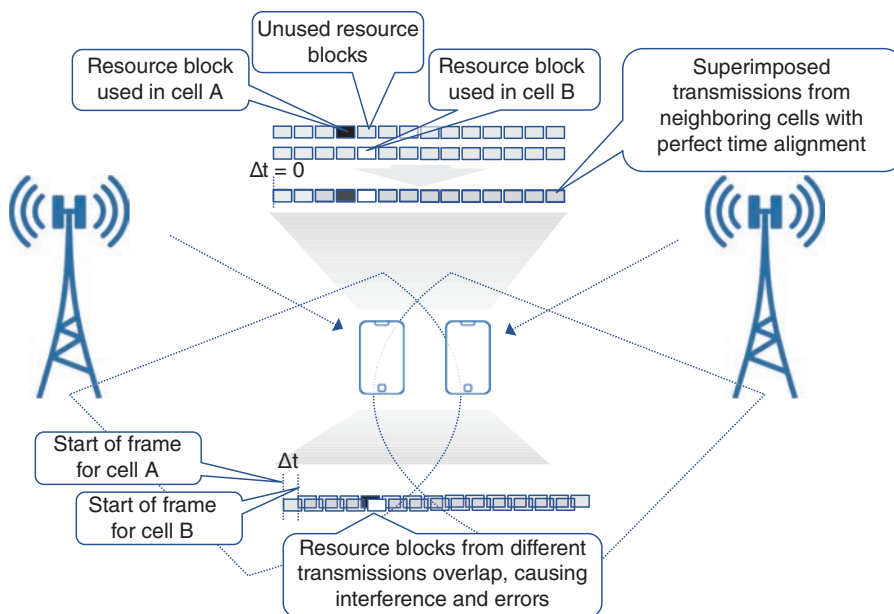 Unused resource
blocks
Resource block
used in cell A
Resource block
used in cell B
Superimposed
transmissions from
neighboring cells with
perfect time alignment
Δt = 0
Start of frame
for cell A
Δt
Start of frame
for cell B
Resource blocks from different
transmissions overlap, causing
interference and errors